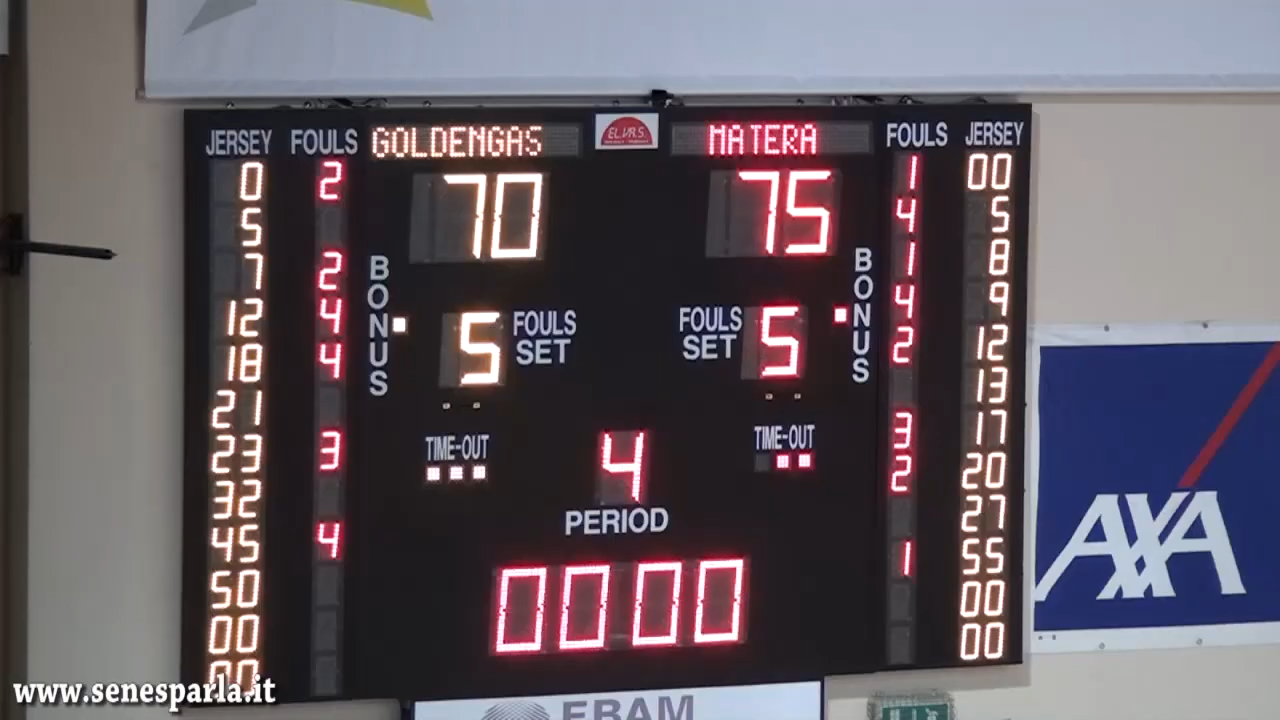 JERSEY FOULS GOLDENGAS ELVRS. MATERA FOULS JERSEY
0 2 70 75 1 00
5 4 5
7 2 1 8
12 4 4 9
18 4 2 12
BONUS 5 FOULS SET FOULS SET 5 BONUS
21 13
23 3 3 17
32 2 20
TIME-OUT 4 TIME-OUT
PERIOD
45 4 27
50 1 55
00 00
00 00
00:00
AXA
EBAM
www.senesparla.it